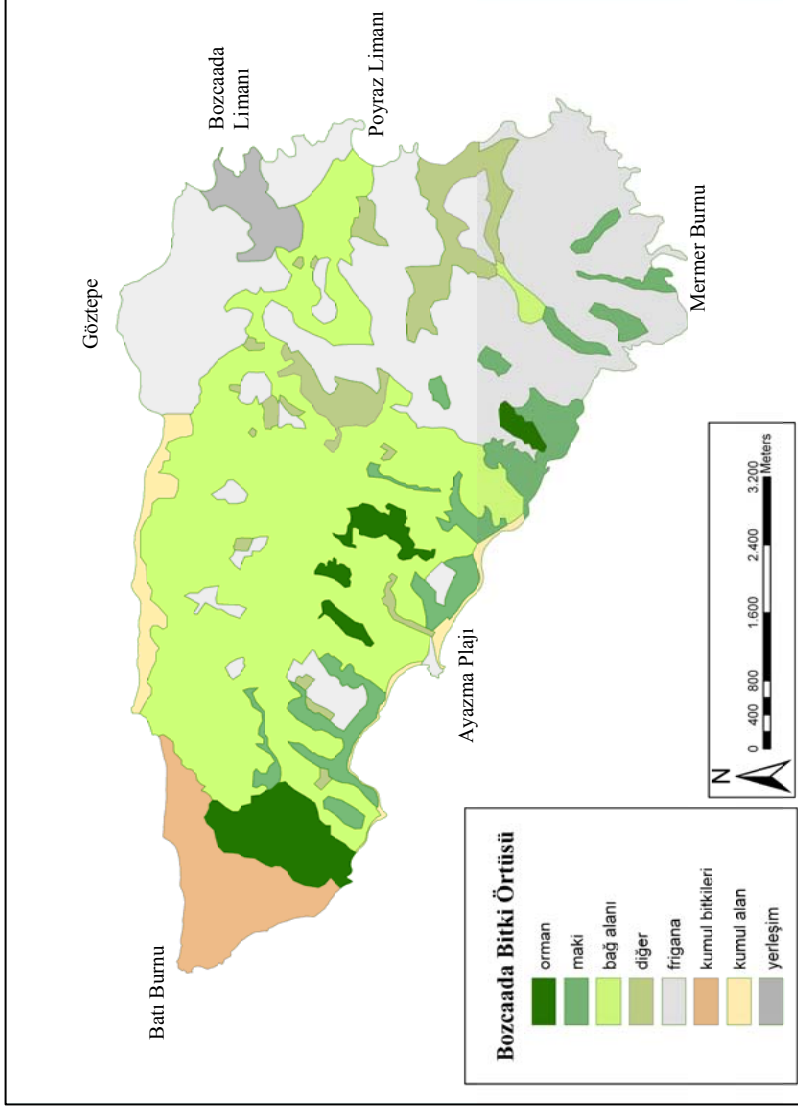 Göztepe
Bozcaada
Limanı
Poyraz Limanı
Batı Burnu
Ayazma Plajı
Mermer Burnu
Bozcaada Bitki Örtüsü
orman
maki
bağ alanı
diğer
frigana
kumul bitkileri
kumul alan
yerleşim
N
0 400 800 1.600 2.400 3.200
Meters